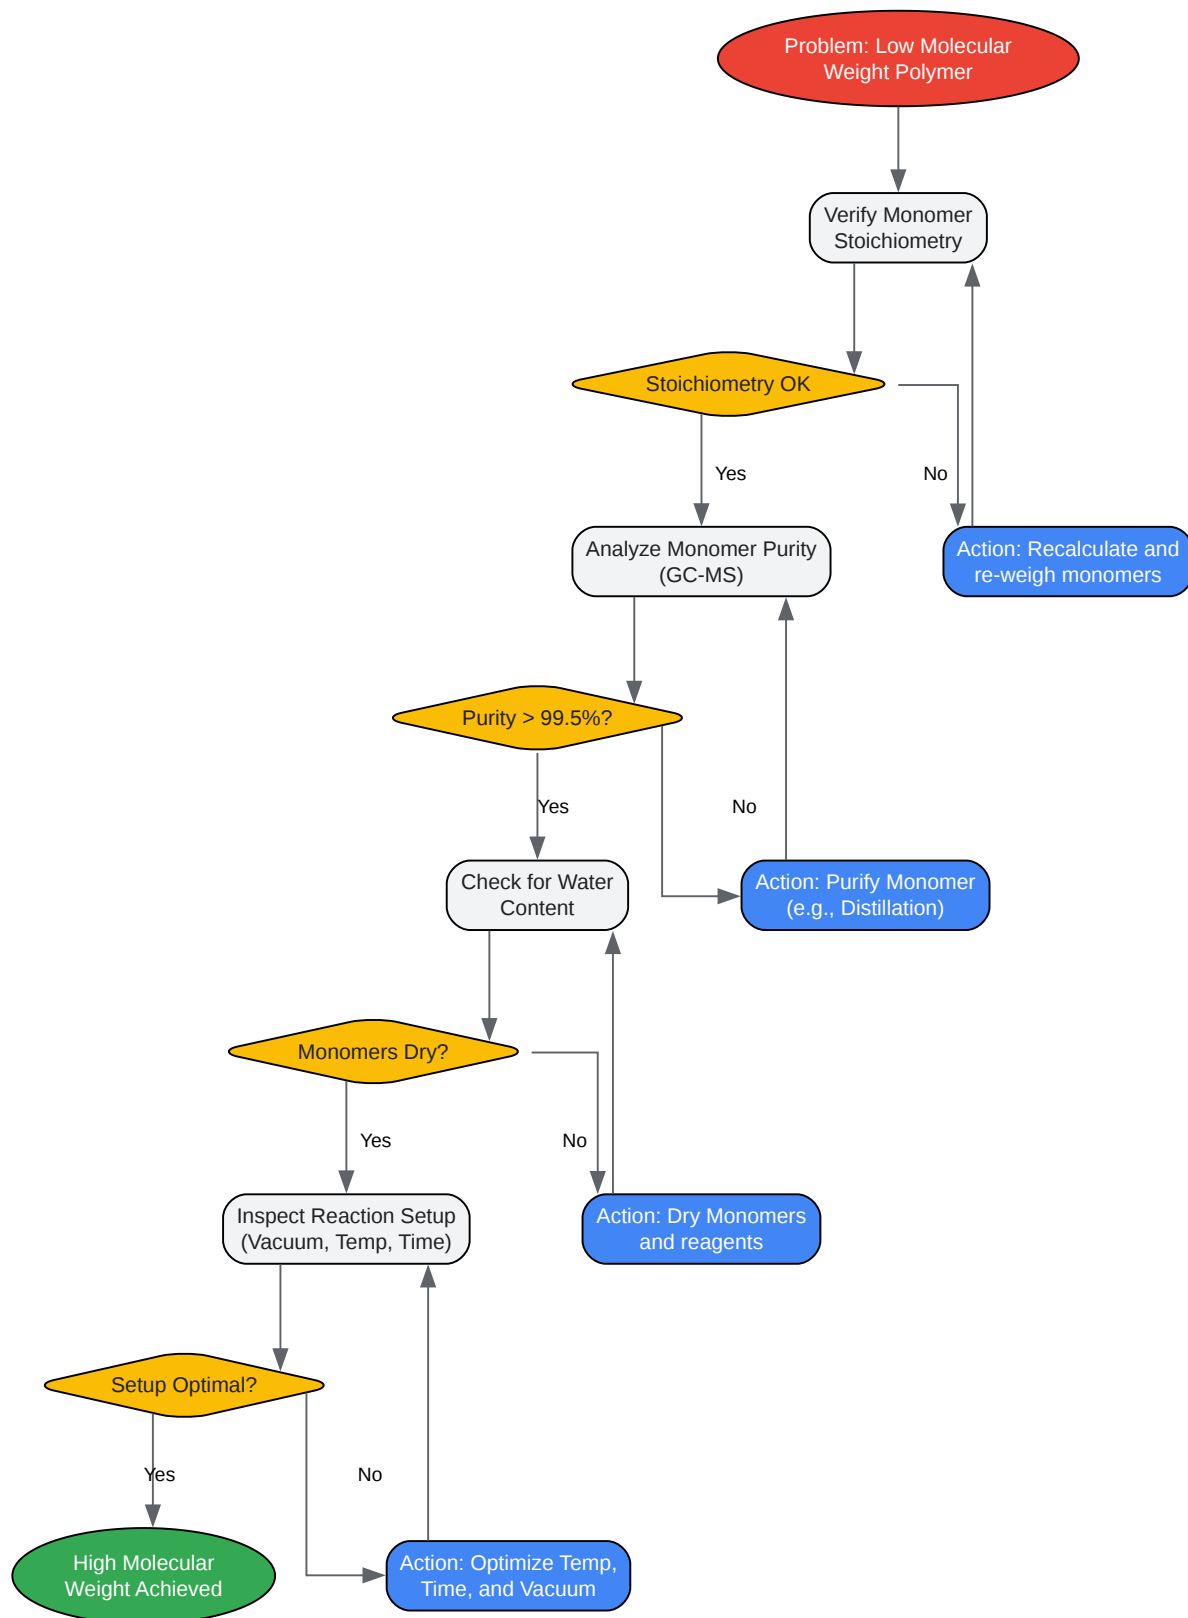 Problem: Low Molecular
Weight Polymer
Verify Monomer
Stoichiometry
Stoichiometry OK
Yes
No
Analyze Monomer Purity
(GC-MS)
Action: Recalculate and
re-weigh monomers
Purity > 99.5%?
Yes
No
Check for Water
Content
Action: Purify Monomer
(e.g., Distillation)
Monomers Dry?
Yes
No
Inspect Reaction Setup
(Vacuum, Temp, Time)
Action: Dry Monomers
and reagents
Setup Optimal?
Yes
No
High Molecular
Weight Achieved
Action: Optimize Temp,
Time, and Vacuum